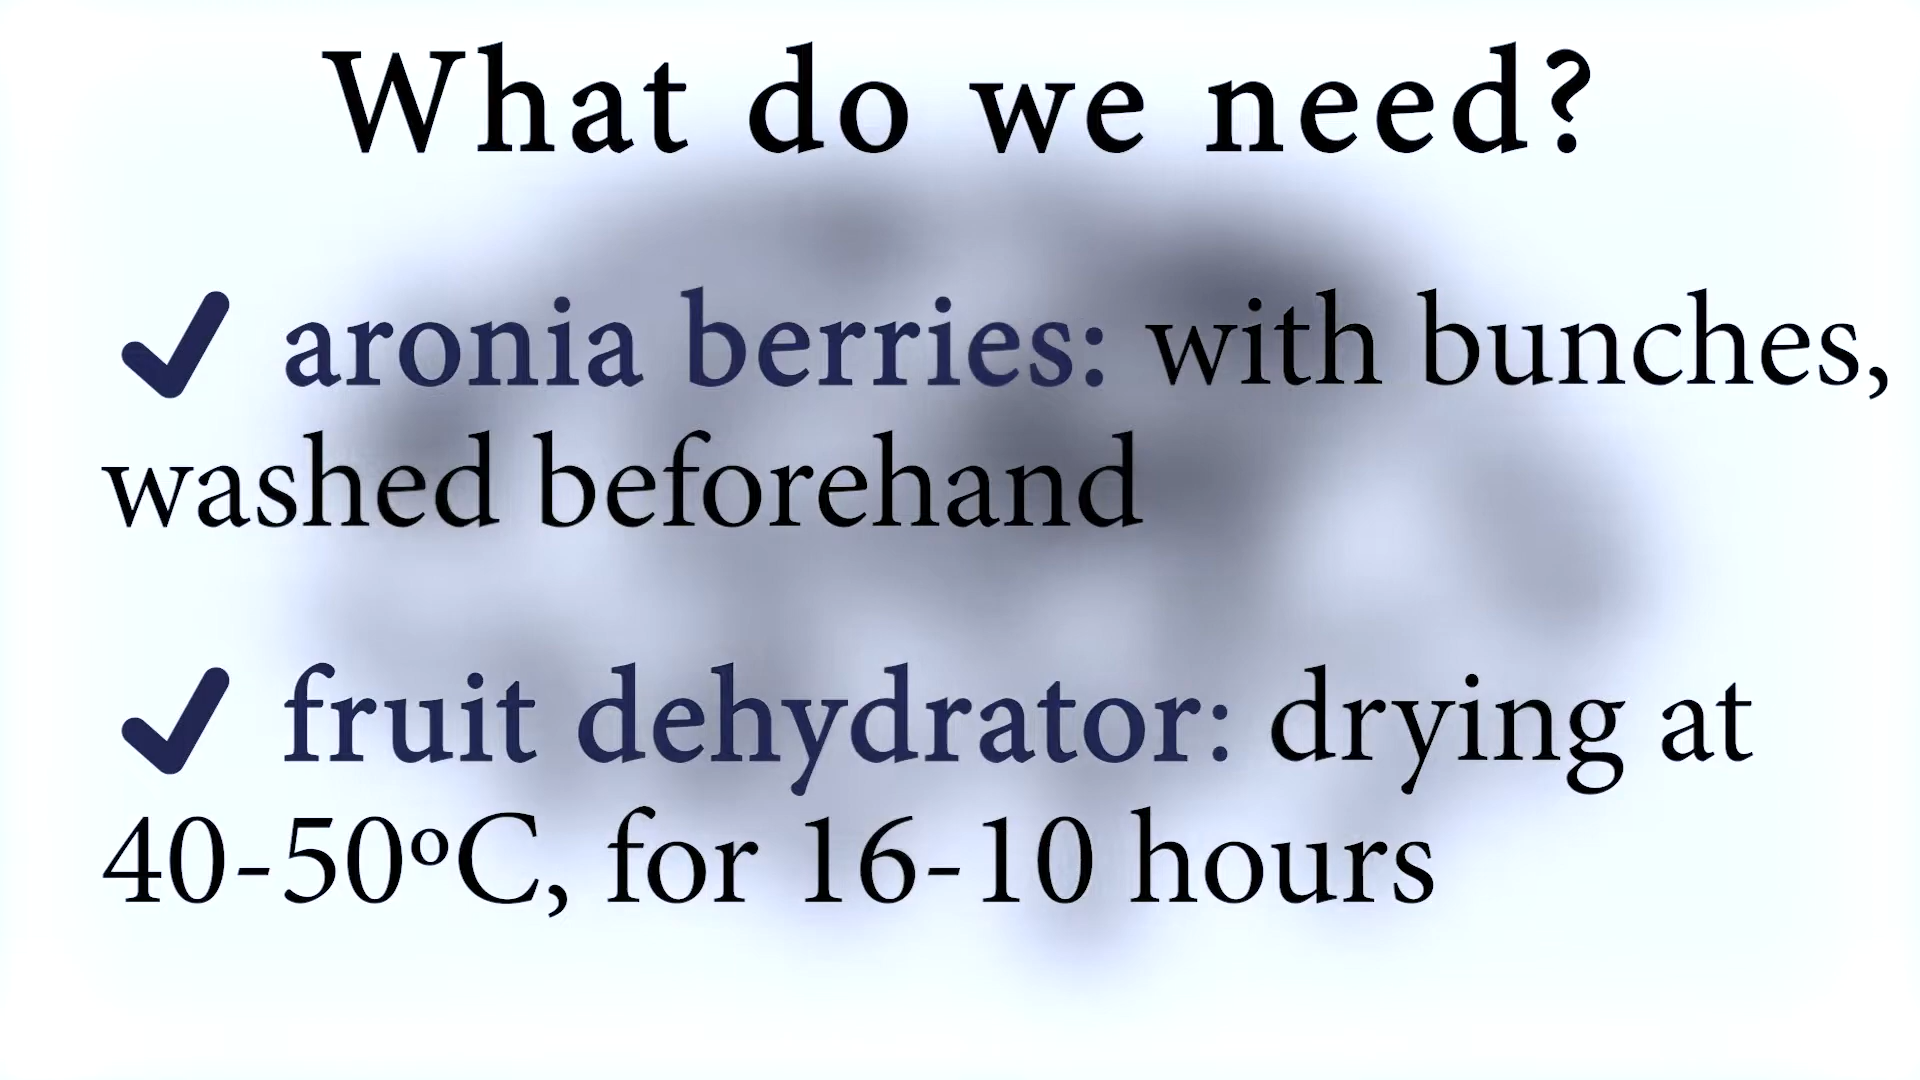 What do we need?
✔ aronia berries: with bunches,
washed beforehand
✔ fruit dehydrator: drying at
40-50ºC, for 16-10 hours